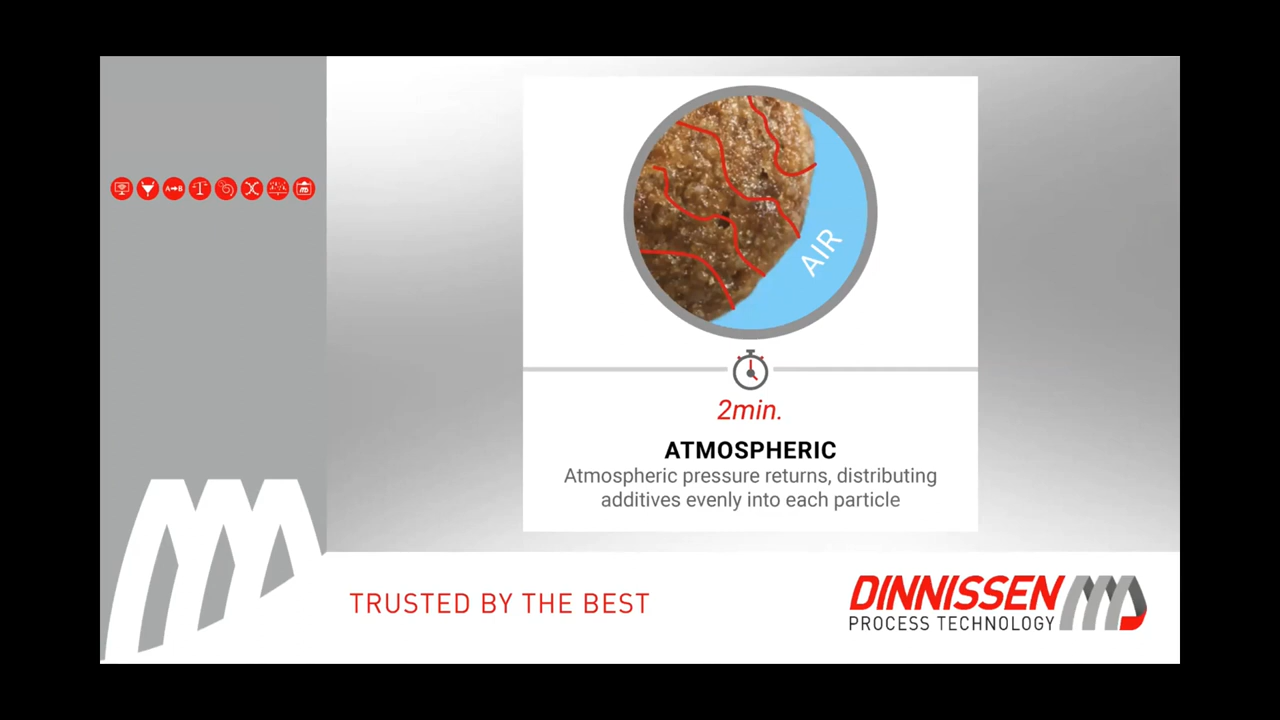 A B
AIR
2min.
ATMOSPHERIC
Atmospheric pressure returns, distributing
additives evenly into each particle
TRUSTED BY THE BEST
DINNISSEN
PROCESS TECHNOLOGY